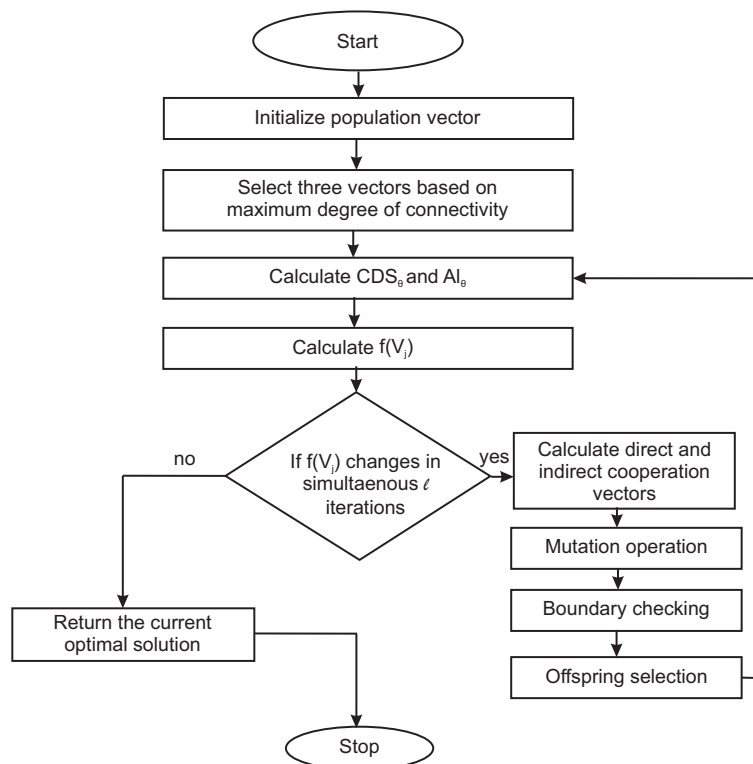 Start
Initialize population vector
Select three vectors based on
maximum degree of connectivity
Calculate CDSθ and Alθ
Calculate f(Vj)
If f(Vj) changes in
simultaenous ℓ
iterations
no
yes
Calculate direct and
indirect cooperation
vectors
Mutation operation
Boundary checking
Offspring selection
Return the current
optimal solution
Stop